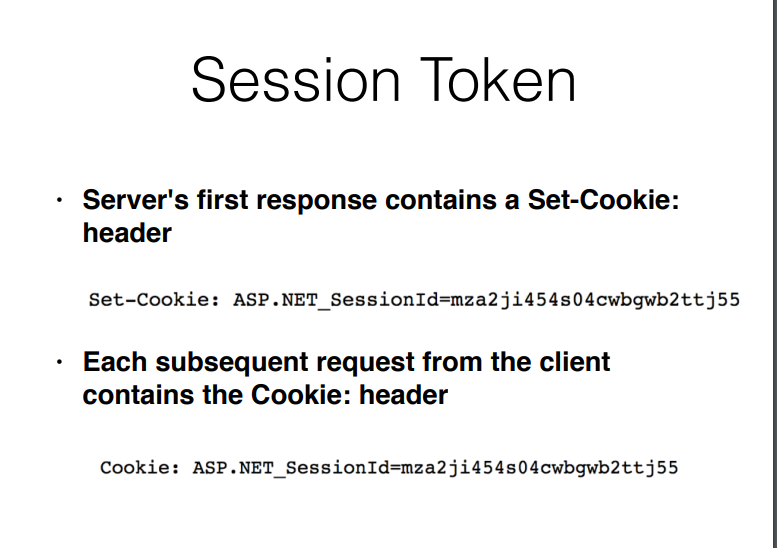 Session Token
· Server's first response contains a Set-Cookie:
header
Set-Cookie: ASP.NET_SessionId=mza2ji454s04cwbgwb2ttj55
· Each subsequent request from the client
contains the Cookie: header
Cookie: ASP.NET_SessionId=mza2ji454s04cwbgwb2ttj55